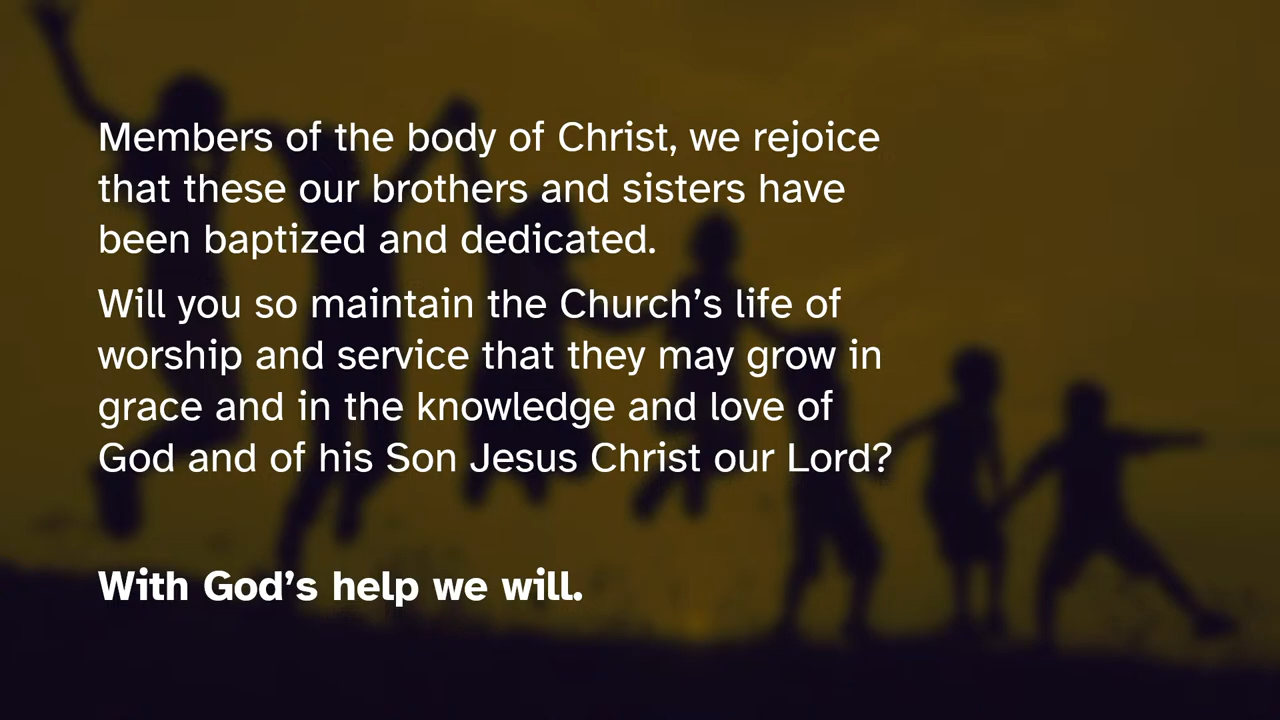 Members of the body of Christ, we rejoice
that these our brothers and sisters have
been baptized and dedicated.
Will you so maintain the Church’s life of
worship and service that they may grow in
grace and in the knowledge and love of
God and of his Son Jesus Christ our Lord?
With God’s help we will.